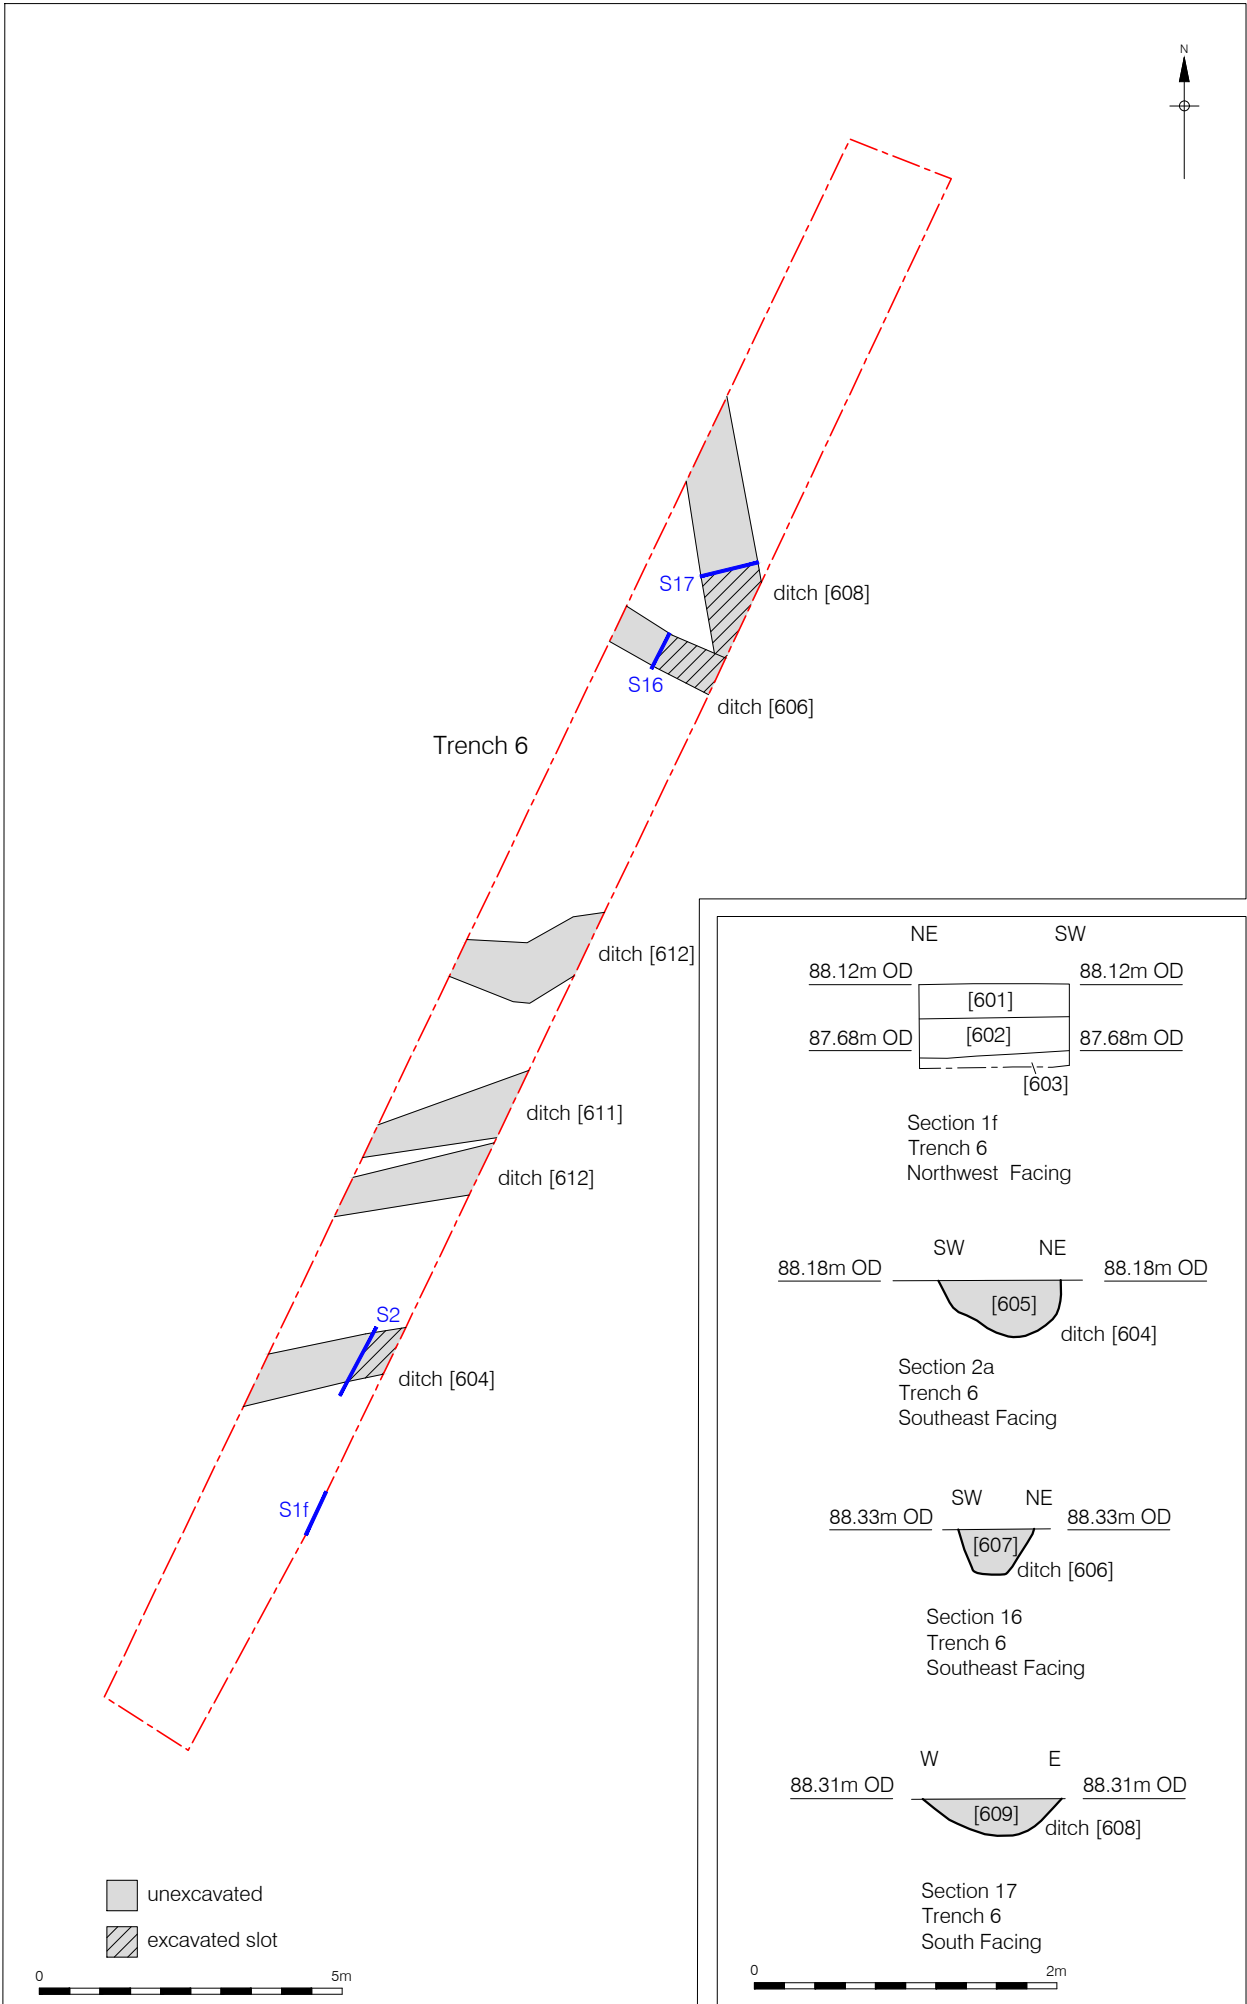 N
S17
ditch [608]
S16
ditch [606]
Trench 6
ditch [612]
ditch [611]
ditch [612]
S2
ditch [604]
S1f
unexcavated
excavated slot
0 5m
NE SW
88.12m OD 88.12m OD
[601]
87.68m OD [602] 87.68m OD
[603]
Section 1f
Trench 6
Northwest Facing
SW NE
88.18m OD 88.18m OD
[605]
ditch [604]
Section 2a
Trench 6
Southeast Facing
SW NE
88.33m OD 88.33m OD
[607]
ditch [606]
Section 16
Trench 6
Southeast Facing
W E
88.31m OD 88.31m OD
[609]
ditch [608]
Section 17
Trench 6
South Facing
0 2m